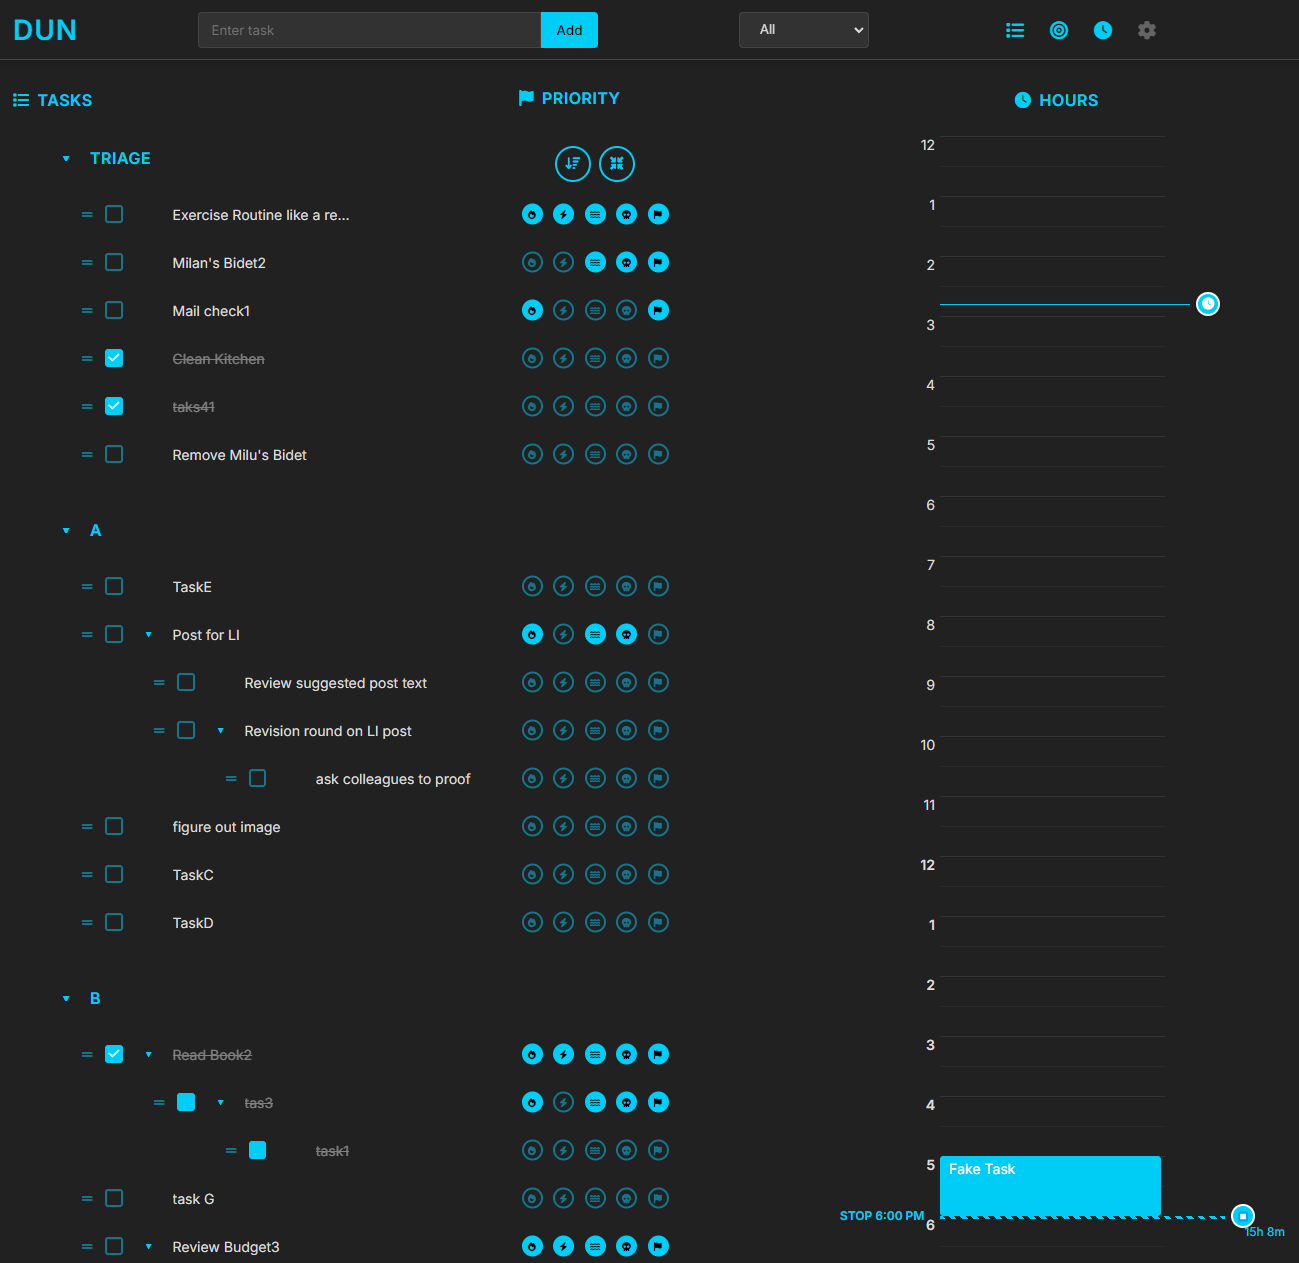 DUN
Enter task
Add
All
TASKS
PRIORITY
HOURS
TRIAGE
Exercise Routine like a re...
Milan's Bidet2
Mail check1
Clean Kitchen
taks41
Remove Milu's Bidet
A
TaskE
Post for LI
Review suggested post text
Revision round on LI post
ask colleagues to proof
figure out image
TaskC
TaskD
B
Read Book2
tas3
task1
task G
Review Budget3
12
1
2
3
4
5
6
7
8
9
10
11
12
1
2
3
4
5
Fake Task
STOP 6:00 PM
6
15h 8m